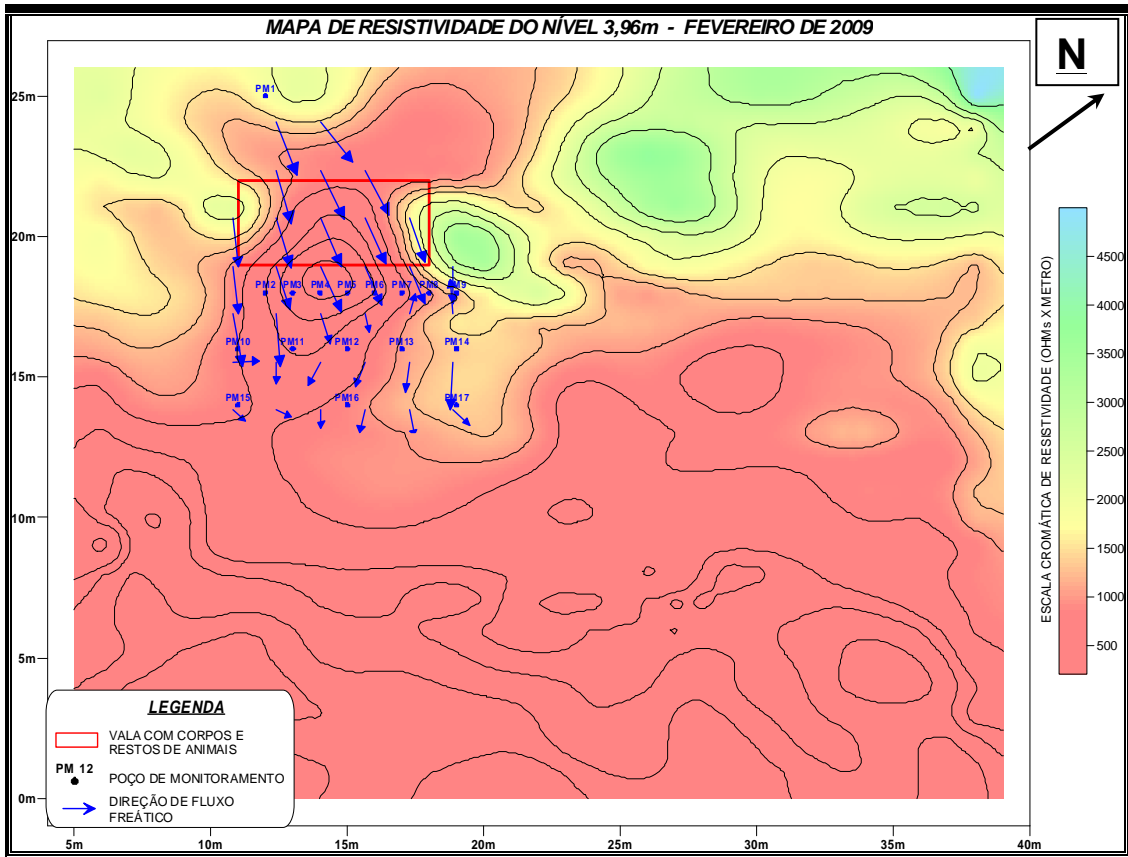 MAPA DE RESISTIVIDADE DO NÍVEL 3,96m - FEVEREIRO DE 2009
N
25m
20m
15m
10m
5m
0m
PM1
PM2 PM3 PM4 PM5 PM6 PM7 PM8 PM9
PM10 PM11 PM12 PM13 PM14
PM15 PM16 PM17
ESCALA CROMÁTICA DE RESISTIVIDADE (OHMs X METRO)
4500
4000
3500
3000
2500
2000
1500
1000
500
LEGENDA
VALA COM CORPOS E
RESTOS DE ANIMAIS
PM 12
POÇO DE MONITORAMENTO
DIREÇÃO DE FLUXO
FREÁTICO
5m 10m 15m 20m 25m 30m 35m 40m